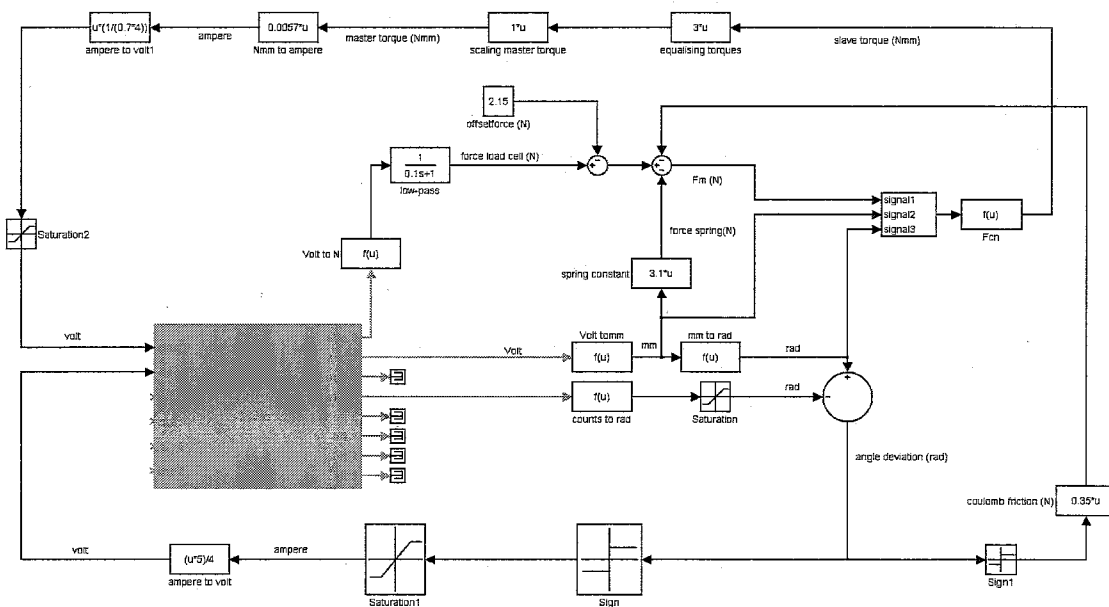 u*(1/(0.7*4))
ampere to volt1
ampere
0.0057*u
Nmm to ampere
master torque (Nmm)
1*u
scaling master torque
3*u
equalising torques
slave torque (Nmm)
2.15
offsetforce (N)
1
0.1s+1
low-pass
force load cell (N)
Fm (N)
signal1
signal2
signal3
f(u)
Fcn
Saturation2
Volt to N
f(u)
force spring(N)
spring constant
3.1*u
volt
Volt
Volt tomm
f(u)
mm
mm to rad
f(u)
rad
f(u)
counts to rad
Saturation
rad
angle deviation (rad)
coulomb friction (N)
0.35*u
volt
(u*5)/4
ampere to volt
ampere
Saturation1
Sign
Sign1